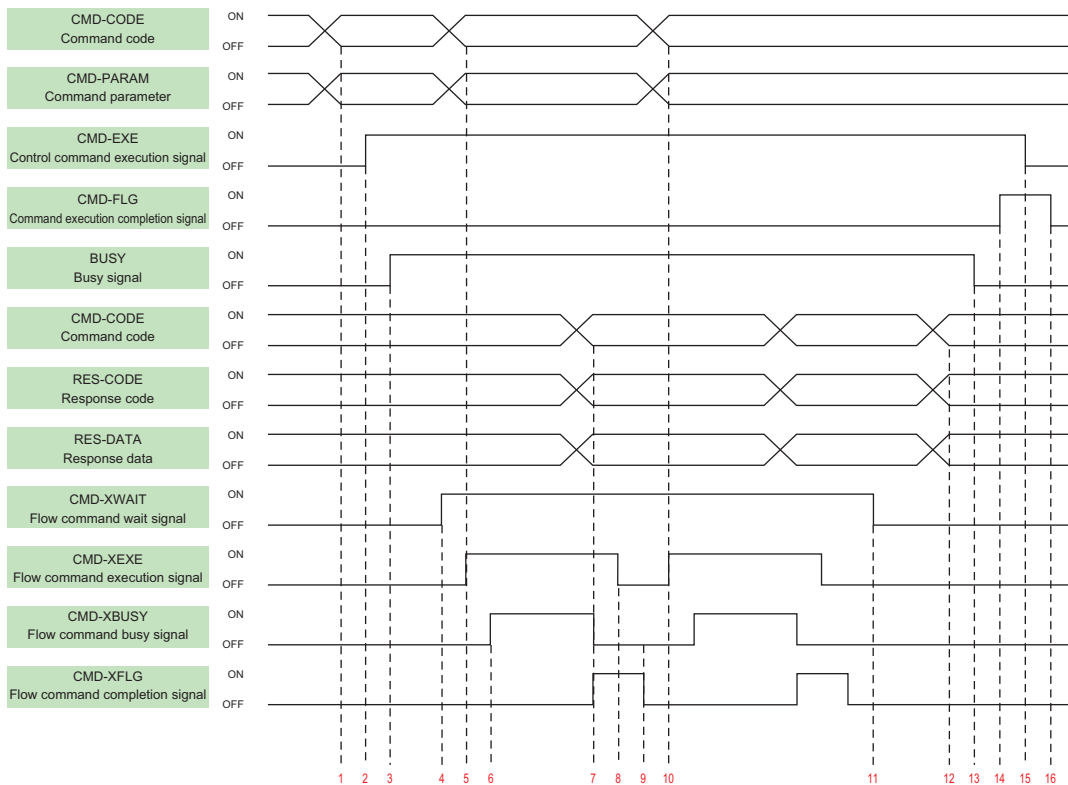 CMD-CODE
Command code
ON
OFF
CMD-PARAM
Command parameter
ON
OFF
CMD-EXE
Control command execution signal
ON
OFF
CMD-FLG
Command execution completion signal
ON
OFF
BUSY
Busy signal
ON
OFF
CMD-CODE
Command code
ON
OFF
RES-CODE
Response code
ON
OFF
RES-DATA
Response data
ON
OFF
CMD-XWAIT
Flow command wait signal
ON
OFF
CMD-XEXE
Flow command execution signal
ON
OFF
CMD-XBUSY
Flow command busy signal
ON
OFF
CMD-XFLG
Flow command completion signal
ON
OFF
1 2 3 4 5 6 7 8 9 10 11 12 13 14 15 16